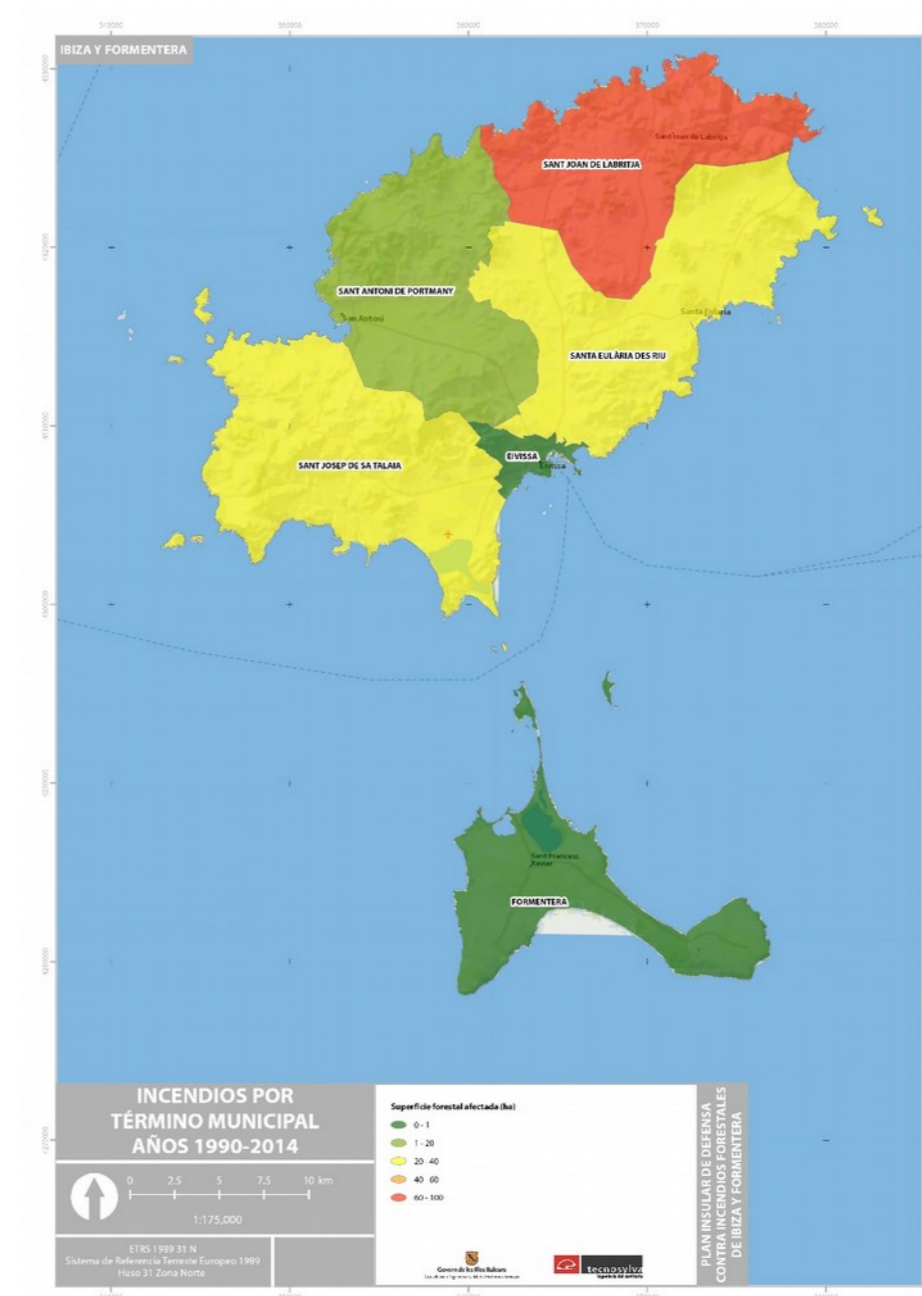 IBIZA Y FORMENTERA
Sant Joan de Labritja
SANT JOAN DE LABRITJA
SANT ANTONI DE PORTMANY
San Antoni
Santa Eulària
SANTA EULÀRIA DES RIU
EIVISSA
Eivissa
SANT JOSEP DE SA TALAIA
Sant Francesc
Xavier
FORMENTERA
INCENDIOS POR
TÉRMINO MUNICIPAL
AÑOS 1990-2014
0 2,5 5 7,5 10 km
1:175,000
ETRS 1989 31 N
Sistema de Referencia Terreste Europeo 1989
Huso 31 Zona Norte
Superficie forestal afectada (ha)
0 - 1
1 - 20
20 - 40
40 - 60
60 - 100
Govern de les Illes Balears
tecnosylva
PLAN INSULAR DE DEFENSA
CONTRA INCENDIOS FORESTALES
DE IBIZA Y FORMENTERA